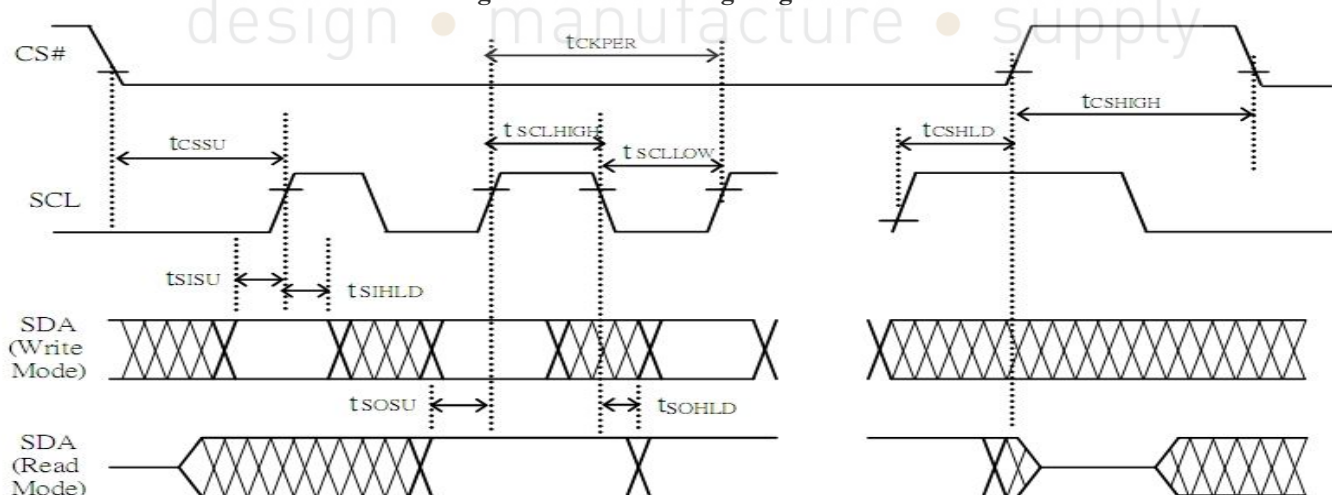 design • manufacture • supply
CS#
tCKPER
tCSHIGH
tCSSU
tSCLHIGH
tCSHLD
tSCLLOW
SCL
tSISU
tSIHLD
SDA
(Write
Mode)
tSOSU
tSOHLD
SDA
(Read
Mode)